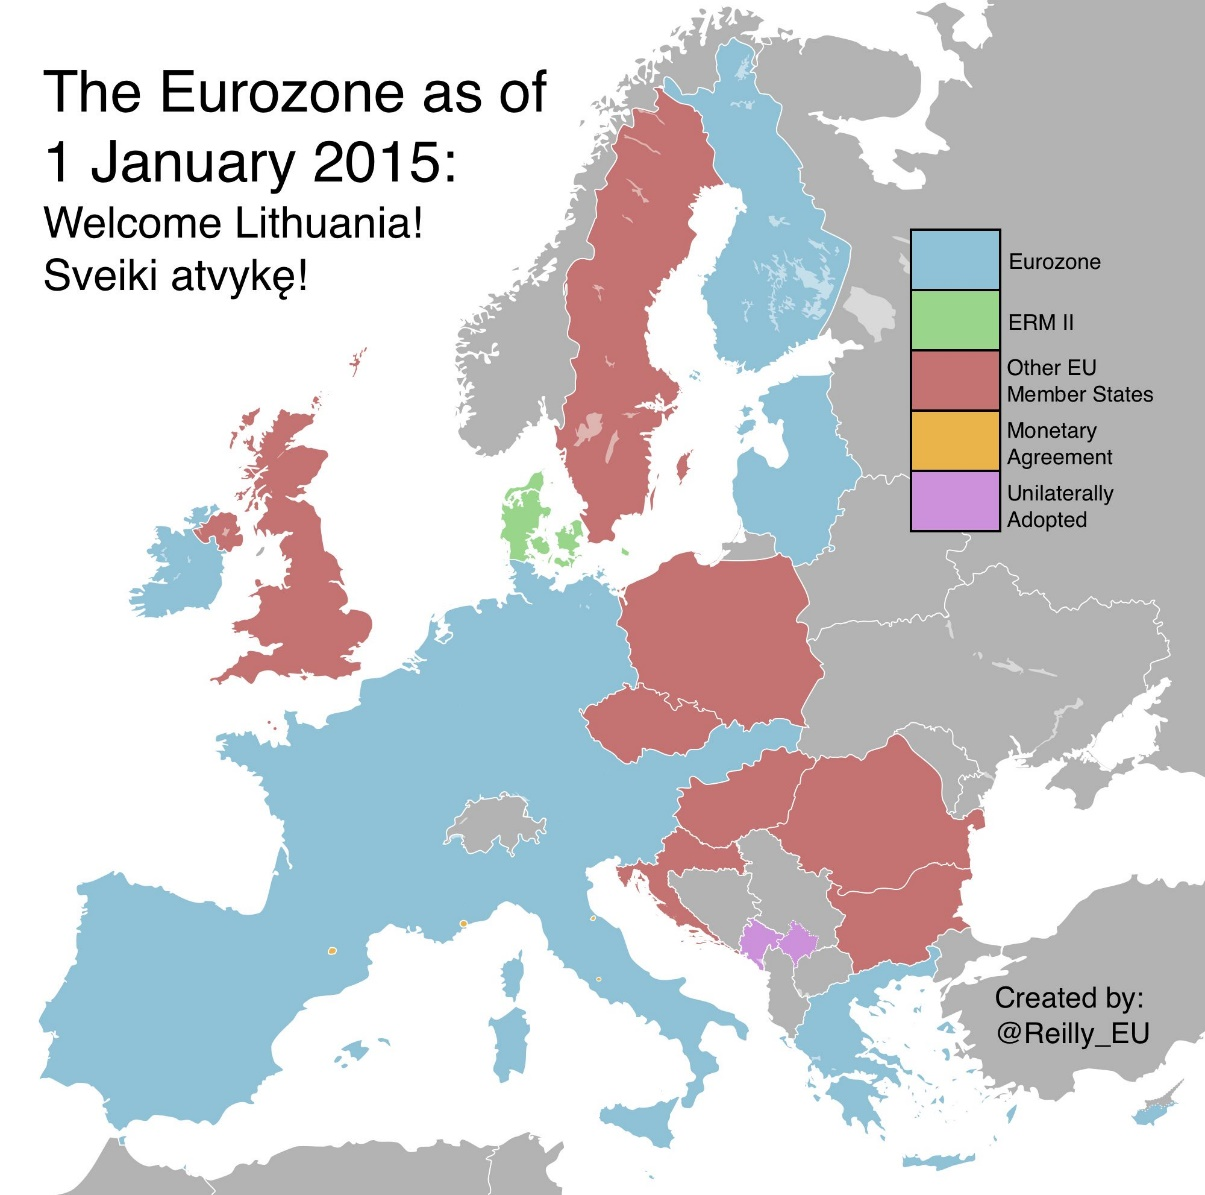 The Eurozone as of
1 January 2015:
Welcome Lithuania!
Sveiki atvykę!
Eurozone
ERM II
Other EU
Member States
Monetary
Agreement
Unilaterally
Adopted
Created by:
@Reilly_EU